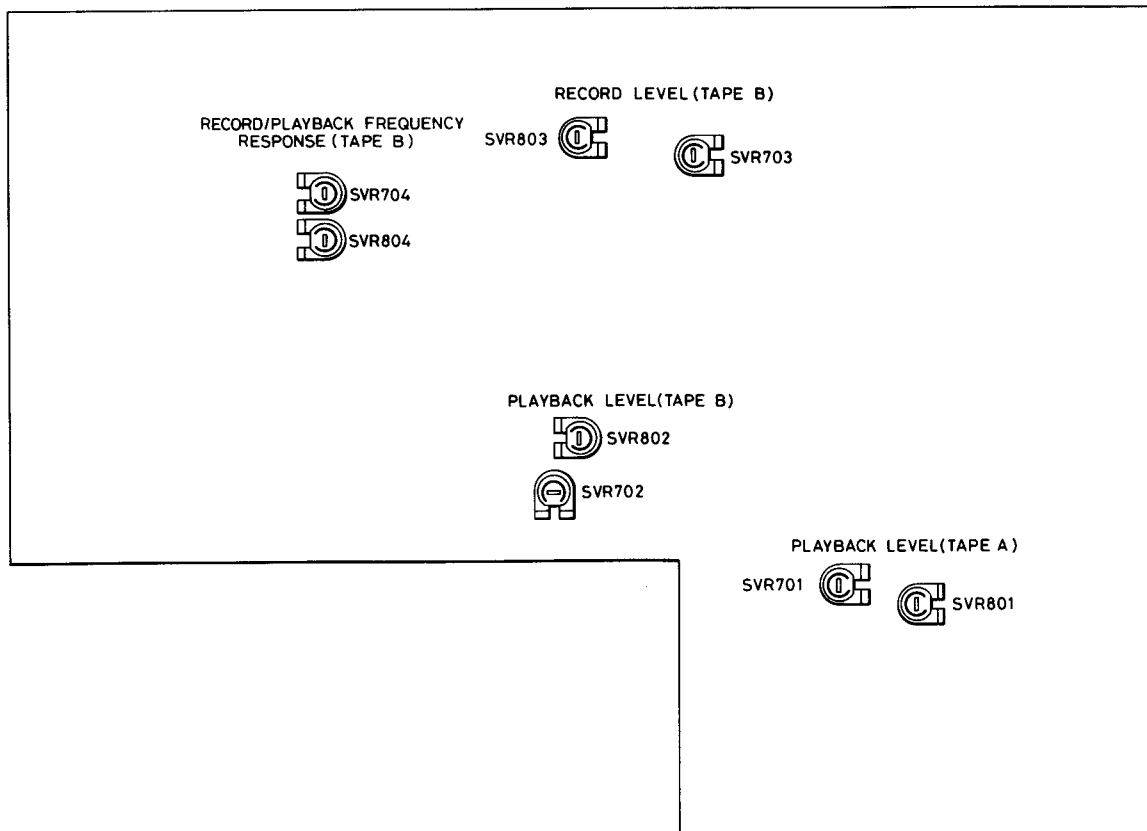 RECORD LEVEL(TAPE B)
RECORD/PLAYBACK FREQUENCY
RESPONSE(TAPE B)
SVR803
SVR703
SVR704
SVR804
PLAYBACK LEVEL(TAPE B)
SVR802
SVR702
PLAYBACK LEVEL(TAPE A)
SVR701
SVR801